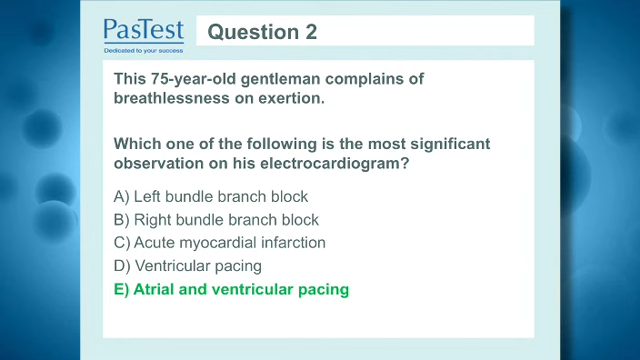 PasTest
Dedicated to your success
Question 2
This 75-year-old gentleman complains of
breathlessness on exertion.
Which one of the following is the most significant
observation on his electrocardiogram?
A) Left bundle branch block
B) Right bundle branch block
C) Acute myocardial infarction
D) Ventricular pacing
E) Atrial and ventricular pacing